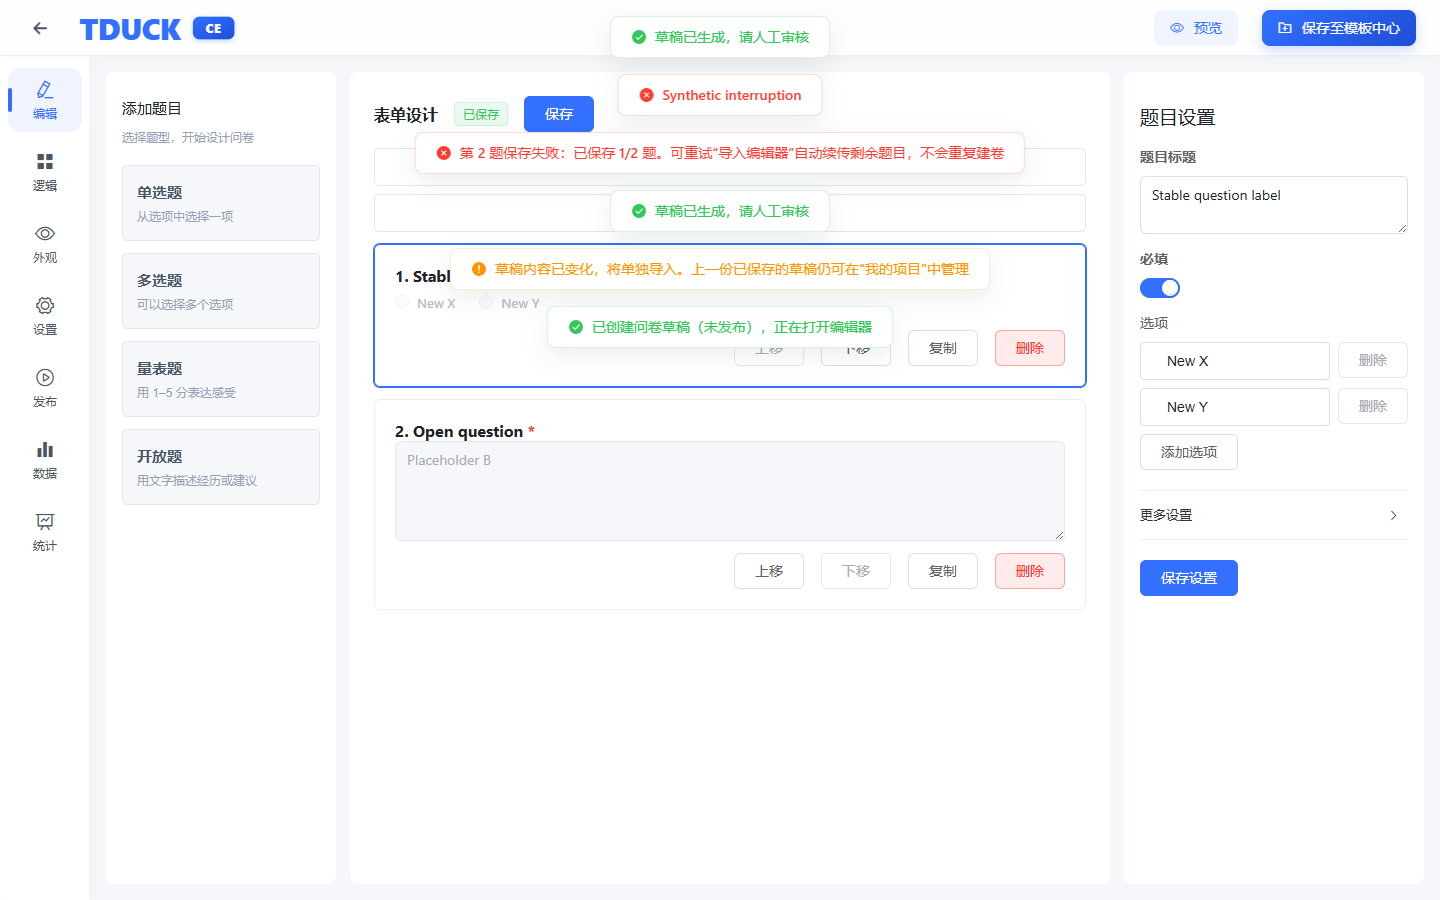 TDUCK CE
预览
保存至模板中心
草稿已生成，请人工审核
Synthetic interruption
第 2 题保存失败：已保存 1/2 题。可重试“导入编辑器”自动续传剩余题目，不会重复建卷
草稿已生成，请人工审核
草稿内容已变化，将单独导入。上一份已保存的草稿仍可在“我的项目”中管理
已创建问卷草稿（未发布），正在打开编辑器
编辑
逻辑
外观
设置
发布
数据
统计
添加题目
选择题型，开始设计问卷
单选题
从选项中选择一项
多选题
可以选择多个选项
量表题
用 1–5 分表达感受
开放题
用文字描述经历或建议
表单设计 已保存 保存
1. Stabl
New X New Y
上移 下移 复制 删除
2. Open question *
Placeholder B
上移 下移 复制 删除
题目设置
题目标题
Stable question label
必填
选项
New X 删除
New Y 删除
添加选项
更多设置
保存设置